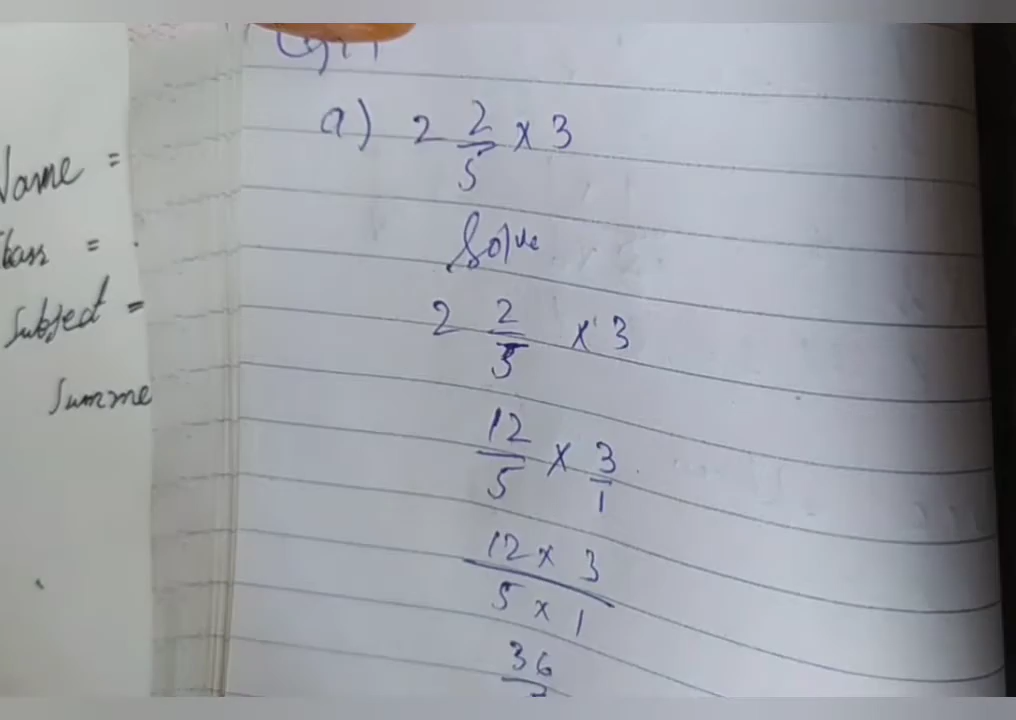 a) 2 2/5 x 3
Solve
2 2/5 x 3
12/5 x 3/1
12 x 3
5 x 1
36
Name =
Class =
Subject =
Summe